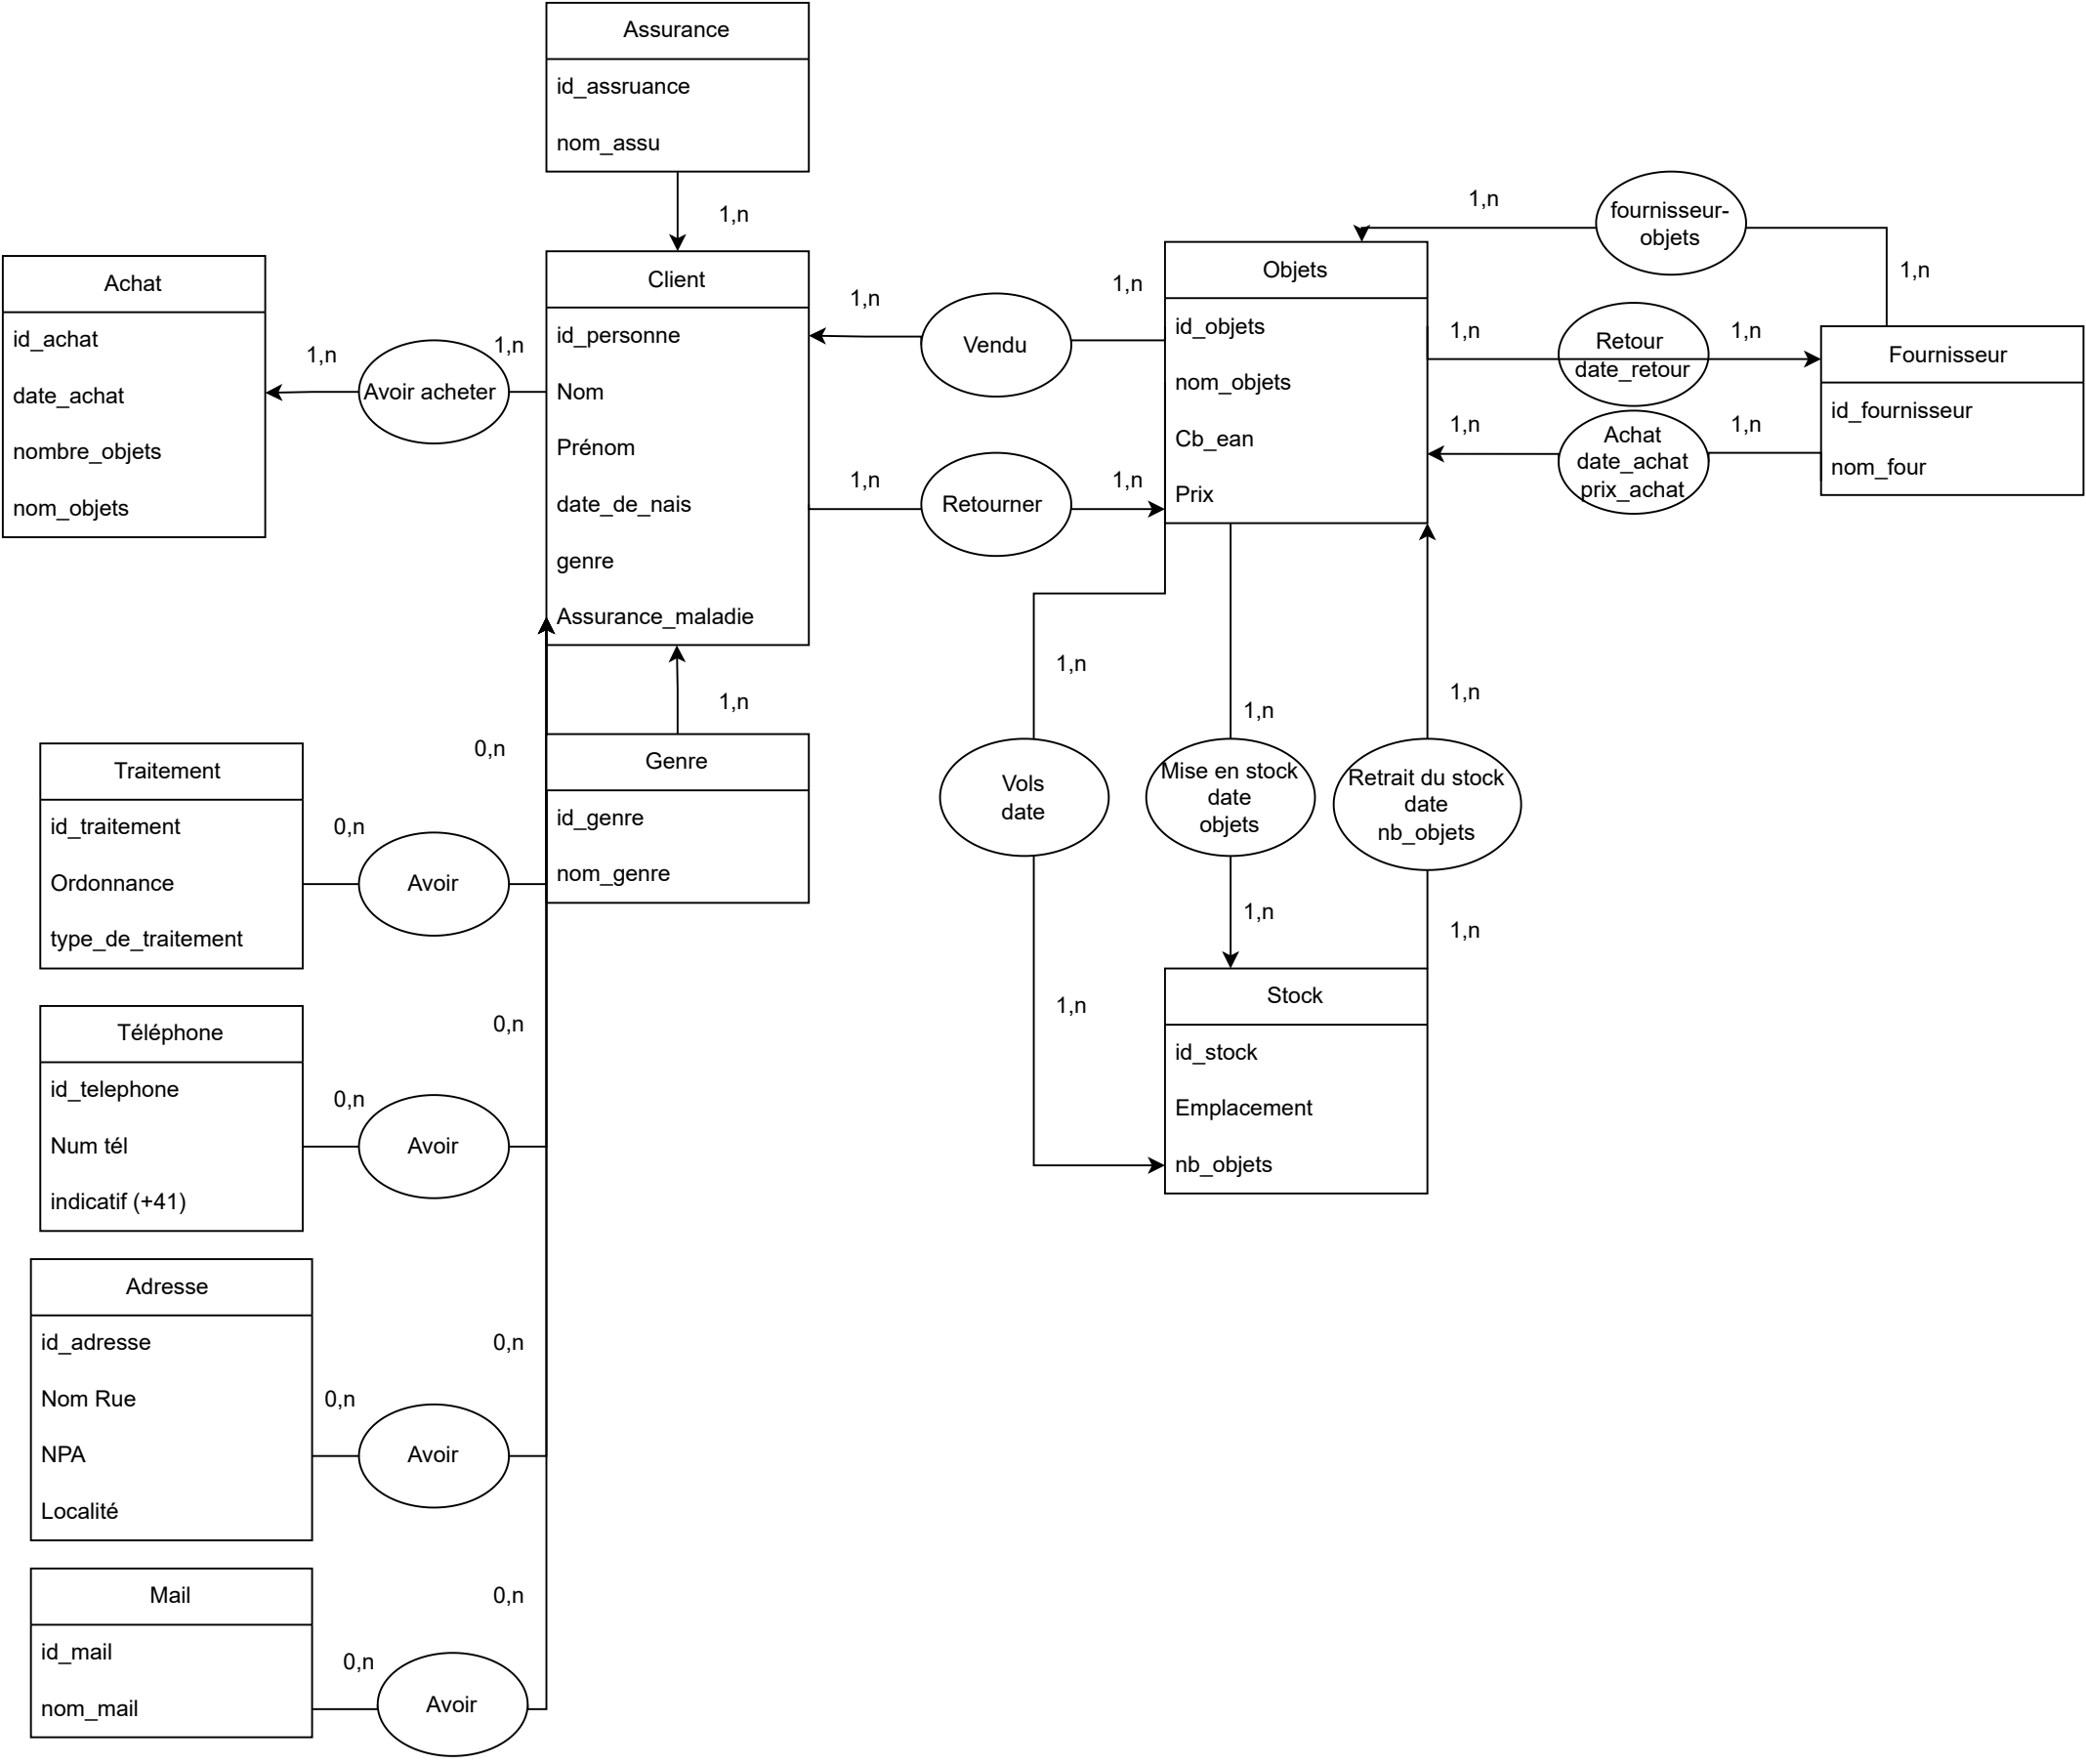 Assurance
id_assruance
nom_assu
1,n
Achat
id_achat
date_achat
nombre_objets
nom_objets
1,n
Avoir acheter
1,n
Client
id_personne
Nom
Prénom
date_de_nais
genre
Assurance_maladie
1,n
Vendu
1,n
1,n
Retourner
1,n
Objets
id_objets
nom_objets
Cb_ean
Prix
1,n
fournisseur-
objets
1,n
1,n
Retour
date_retour
1,n
1,n
Achat
date_achat
prix_achat
1,n
Fournisseur
id_fournisseur
nom_four
1,n
Genre
id_genre
nom_genre
1,n
Vols
date
1,n
1,n
Mise en stock
date
objets
1,n
1,n
Retrait du stock
date
nb_objets
1,n
Stock
id_stock
Emplacement
nb_objets
Traitement
id_traitement
Ordonnance
type_de_traitement
0,n
Avoir
0,n
Téléphone
id_telephone
Num tél
indicatif (+41)
0,n
Avoir
0,n
Adresse
id_adresse
Nom Rue
NPA
Localité
0,n
Avoir
0,n
Mail
id_mail
nom_mail
0,n
Avoir
0,n